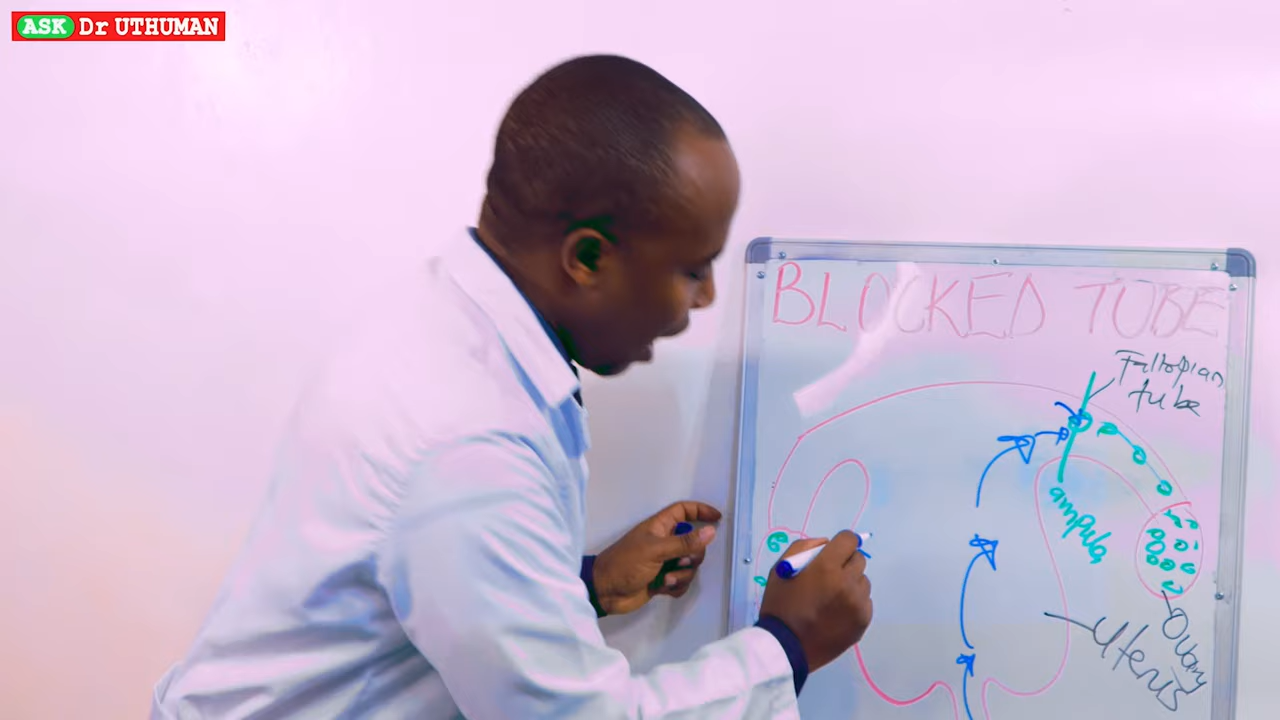 ASK Dr UTHUMAN
BLOCKED TUBE
Fallopian
tube
ampula
Ovary
Uterus